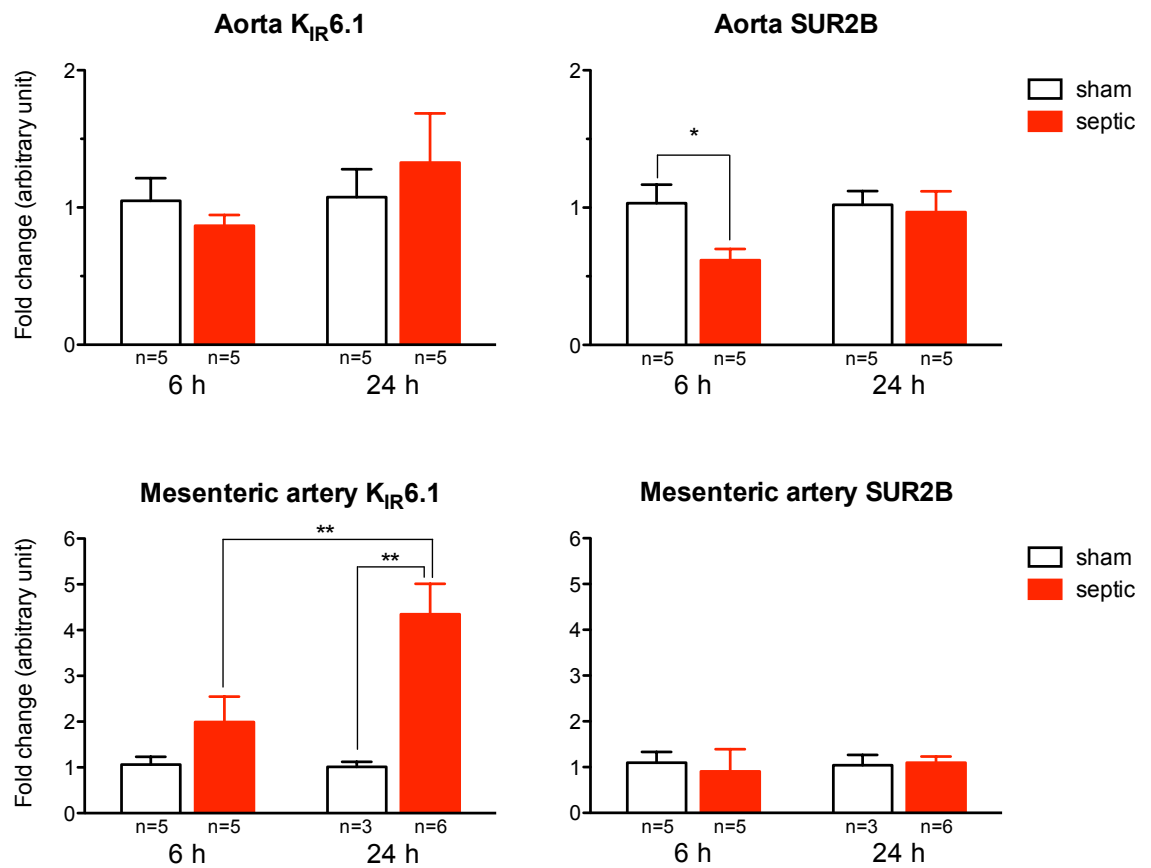 Aorta KIR6.1
Fold change (arbitrary unit)
2
1
0
n=5 n=5 n=5 n=5
6 h 24 h
Aorta SUR2B
2
1
0
*
n=5 n=5 n=5 n=5
6 h 24 h
sham
septic
Mesenteric artery KIR6.1
Fold change (arbitrary unit)
6
5
4
3
2
1
0
**
**
n=5 n=5 n=3 n=6
6 h 24 h
Mesenteric artery SUR2B
6
5
4
3
2
1
0
n=5 n=5 n=3 n=6
6 h 24 h
sham
septic